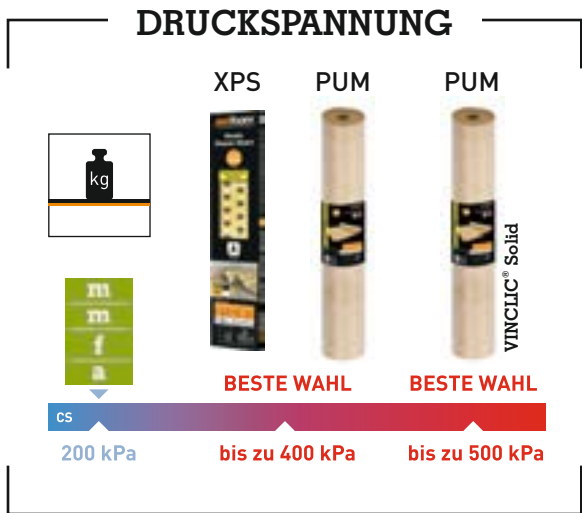 DRUCKSPANNUNG
XPS
PUM
PUM
kg
VINCLIC® Solid
m
m
f
a
BESTE WAHL
BESTE WAHL
CS
200 kPa
bis zu 400 kPa
bis zu 500 kPa